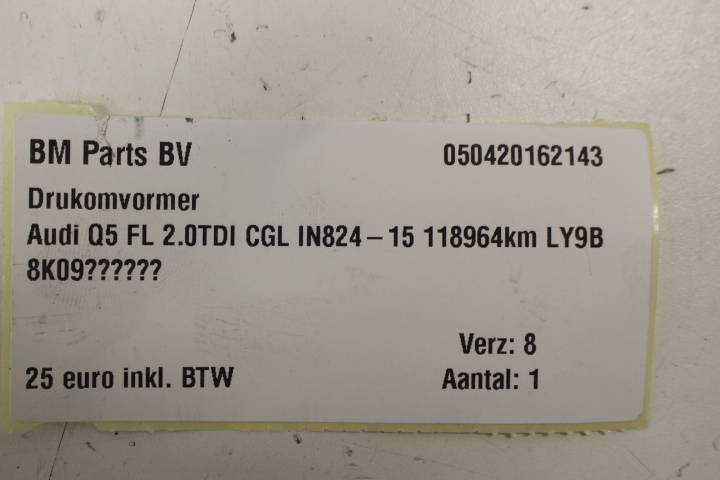 BM Parts BV 050420162143
Drukomvormer
Audi Q5 FL 2.0TDI CGL IN824-15 118964km LY9B
8K09??????
Verz: 8
25 euro inkl. BTW Aantal: 1